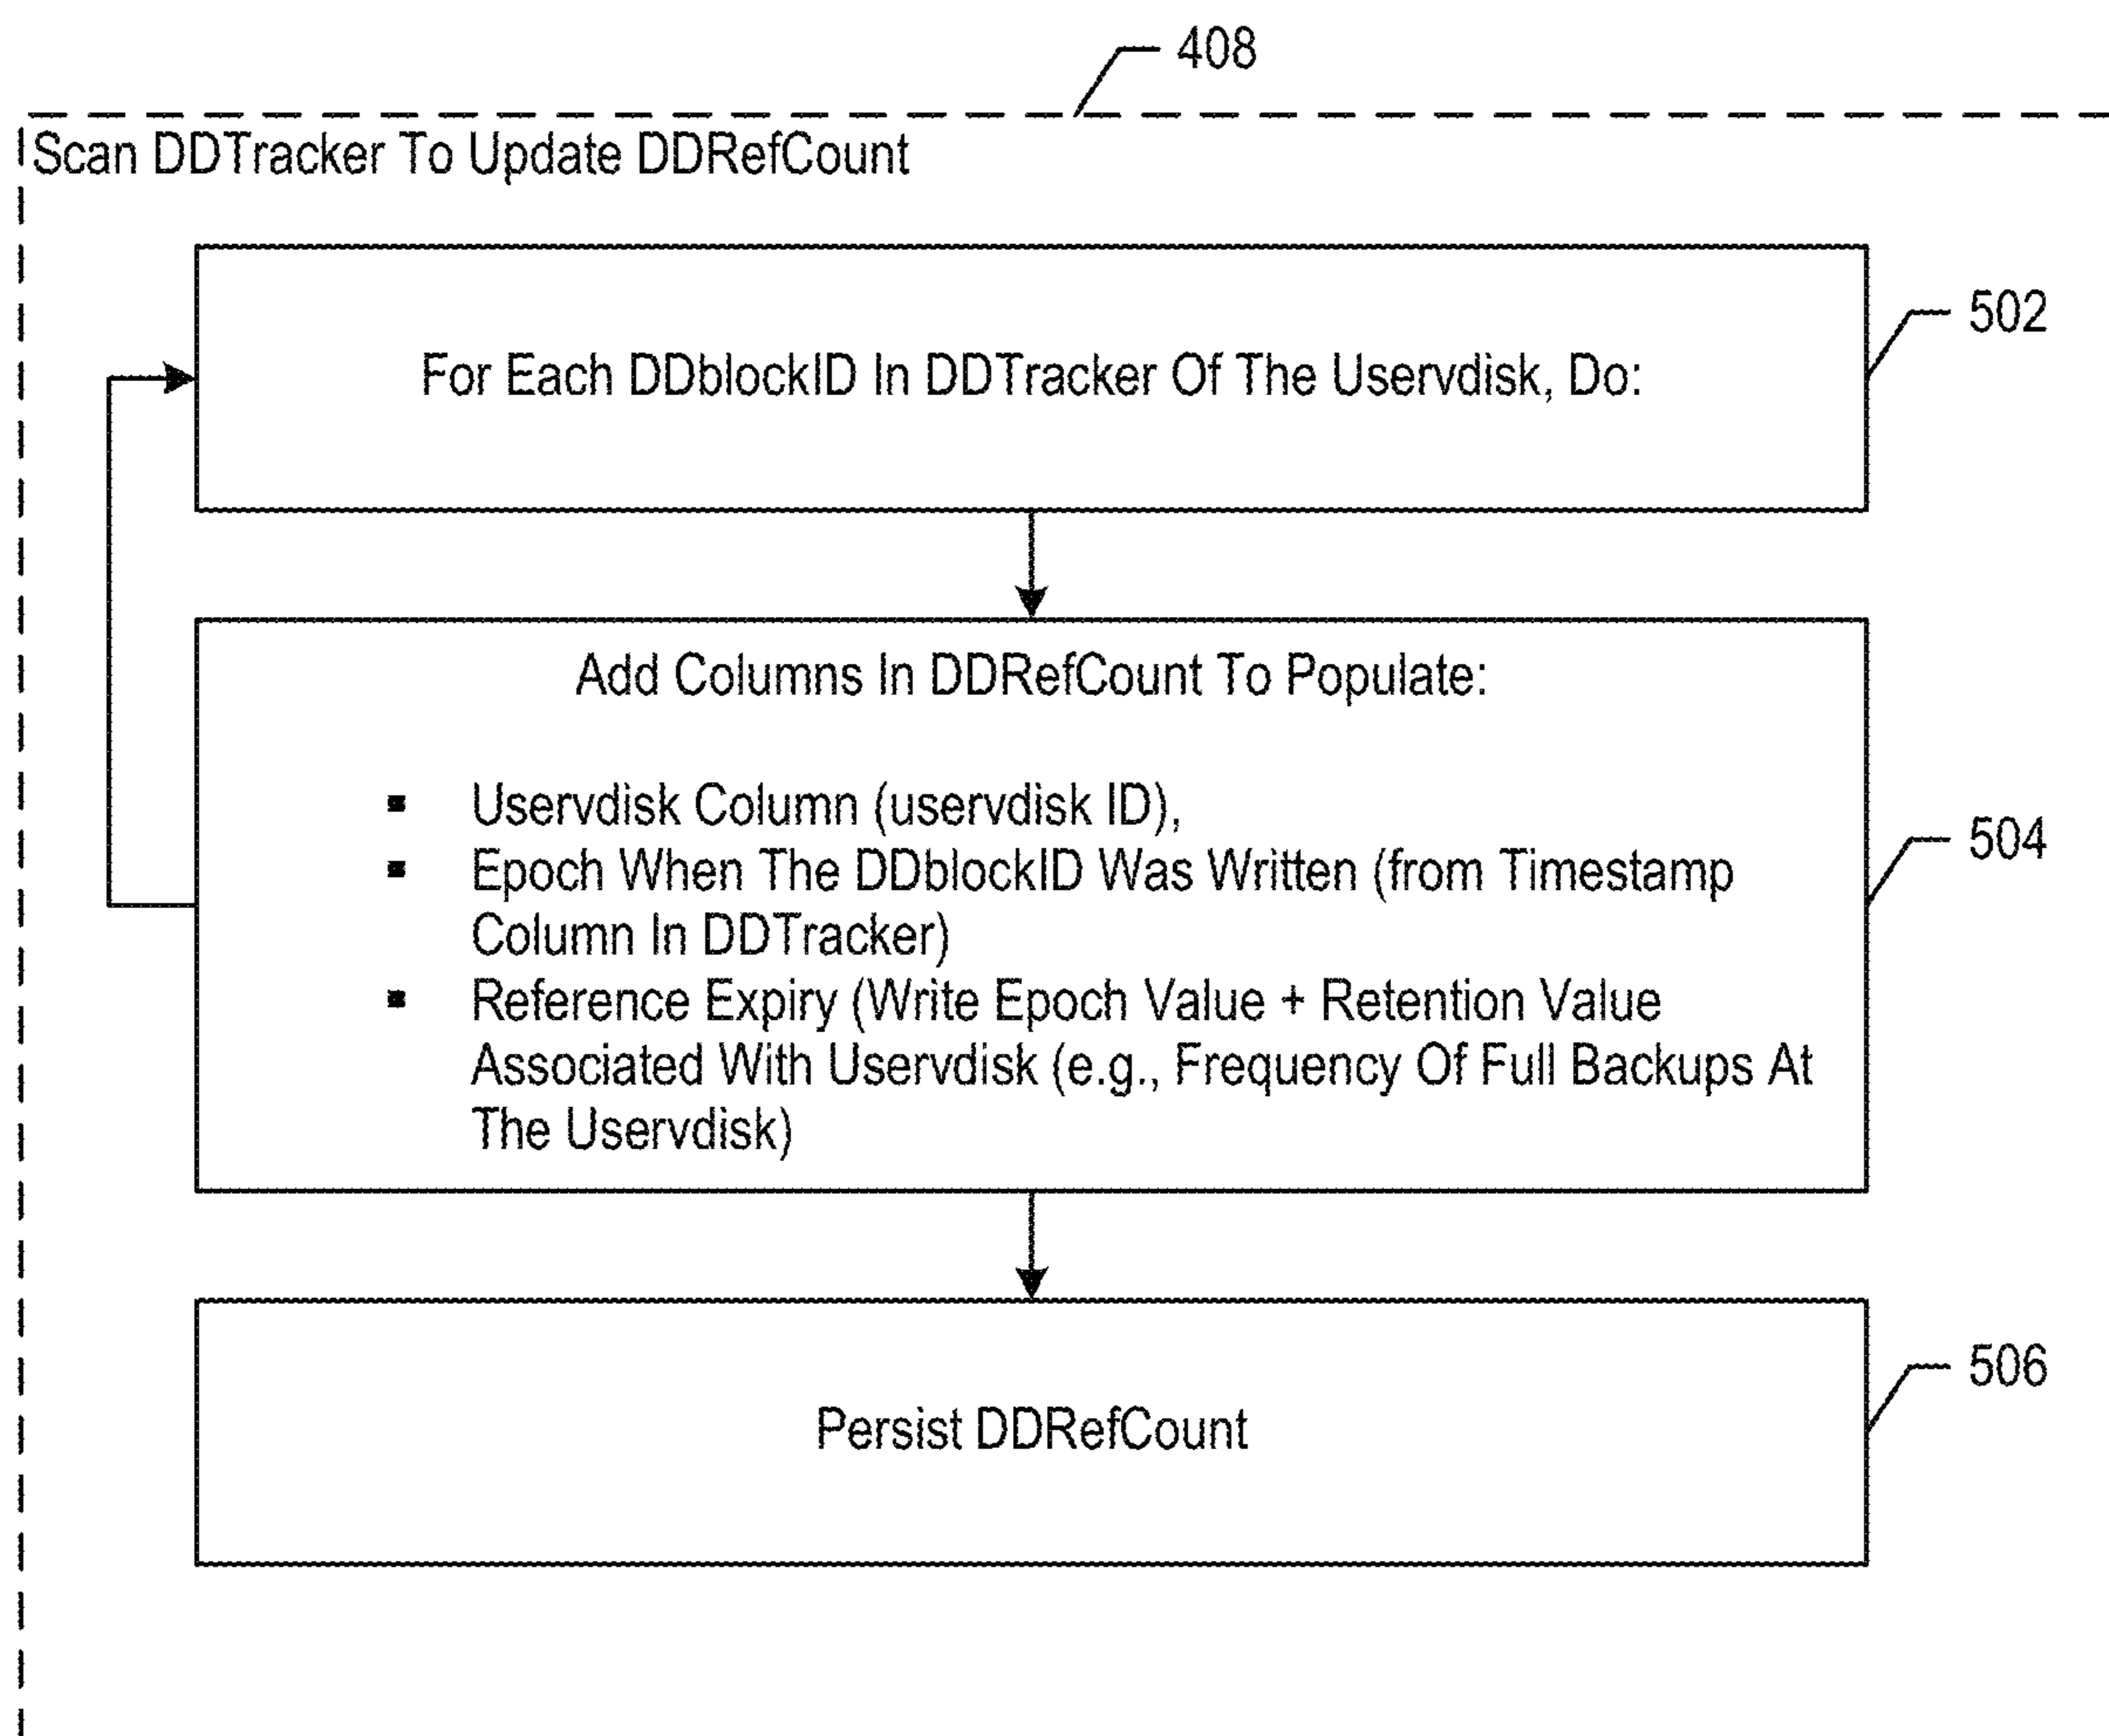 408
Scan DDTracker To Update DDRefCount
502
For Each DDblockID In DDTracker Of The Uservdisk, Do:
Add Columns In DDRefCount To Populate:
▪ Uservdisk Column (uservdisk ID),
504
▪ Epoch When The DDblockID Was Written (from Timestamp
Column In DDTracker)
▪ Reference Expiry (Write Epoch Value + Retention Value
Associated With Uservdisk (e.g., Frequency Of Full Backups At
The Uservdisk)
506
Persist DDRefCount